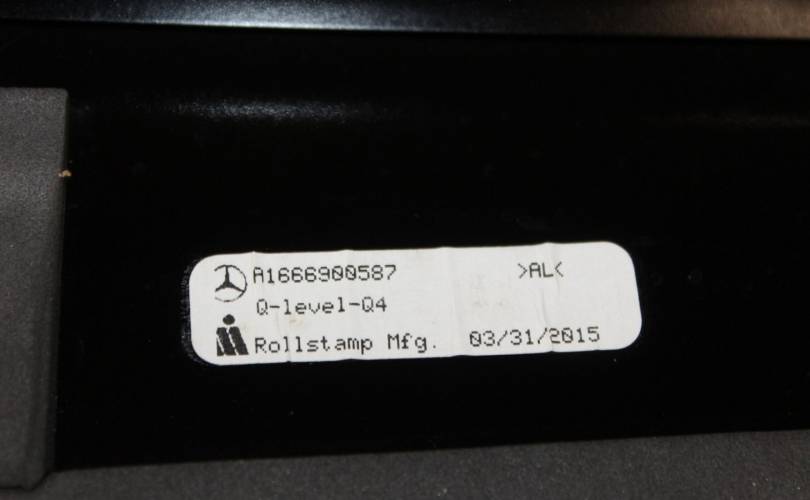 A1666900587 >AL<
Q-level-Q4
Rollstamp Mfg. 03/31/2015